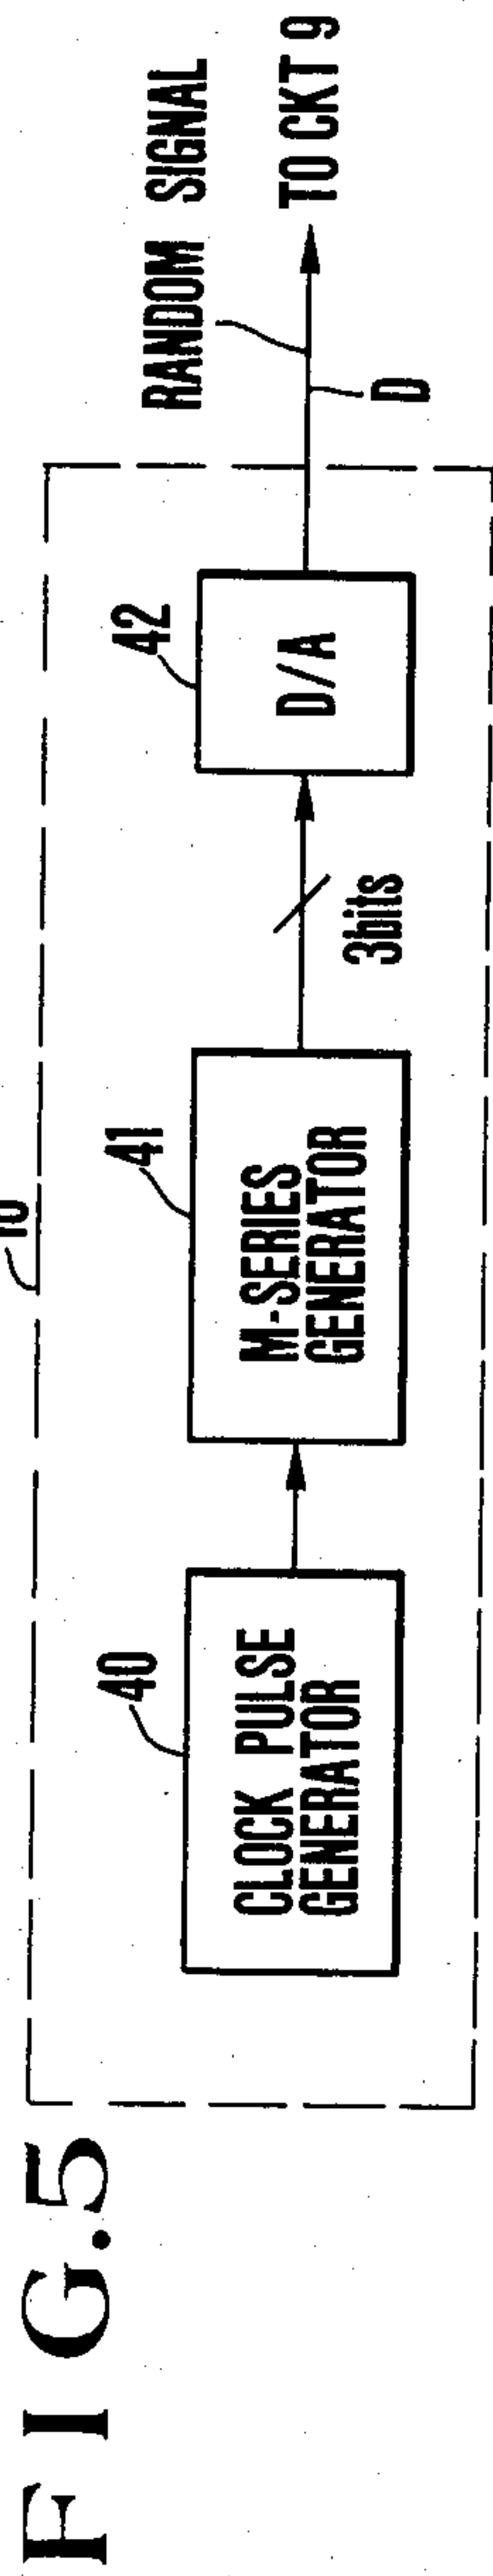 FIG.5
40
CLOCK PULSE
GENERATOR
41
M-SERIES
GENERATOR
3bits
42
D/A
RANDOM SIGNAL
D
TO CKT 9